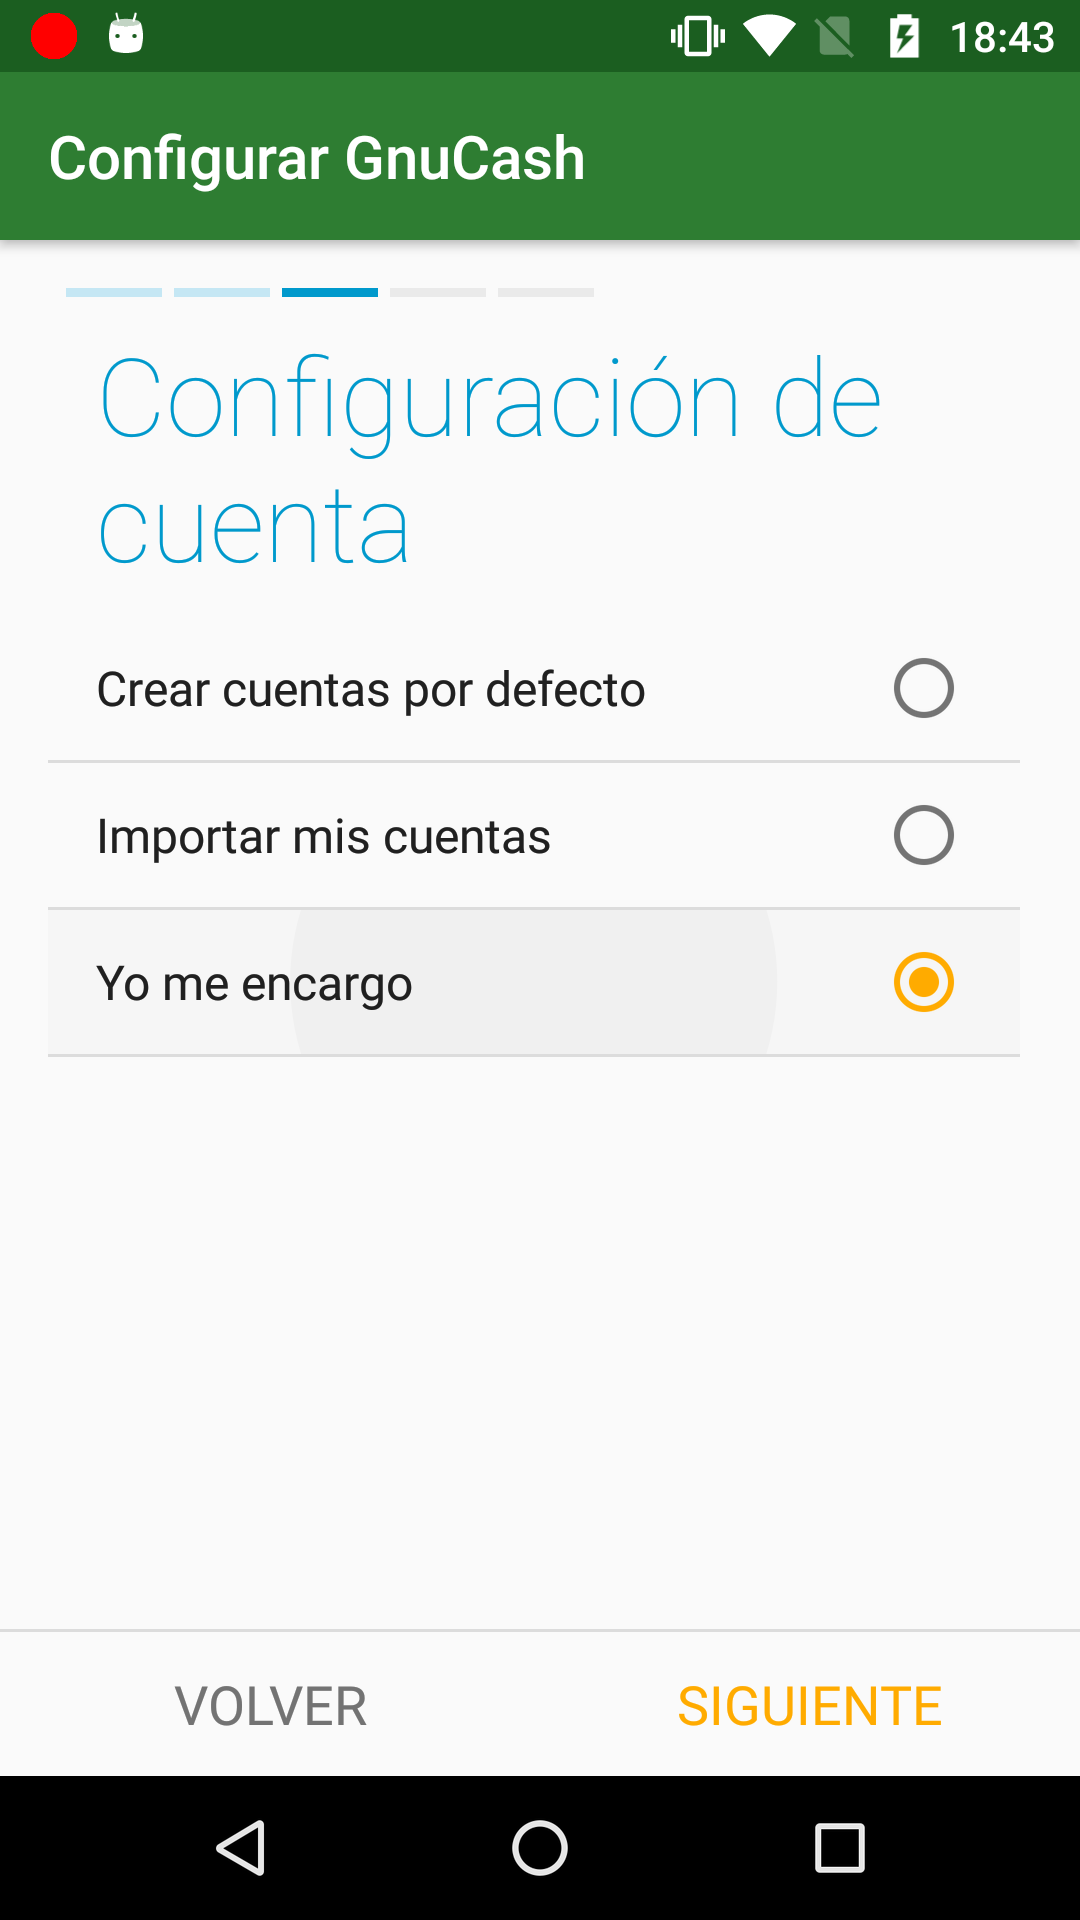 18:43
Configurar GnuCash
Configuración de
cuenta
Crear cuentas por defecto
Importar mis cuentas
Yo me encargo
VOLVER
SIGUIENTE